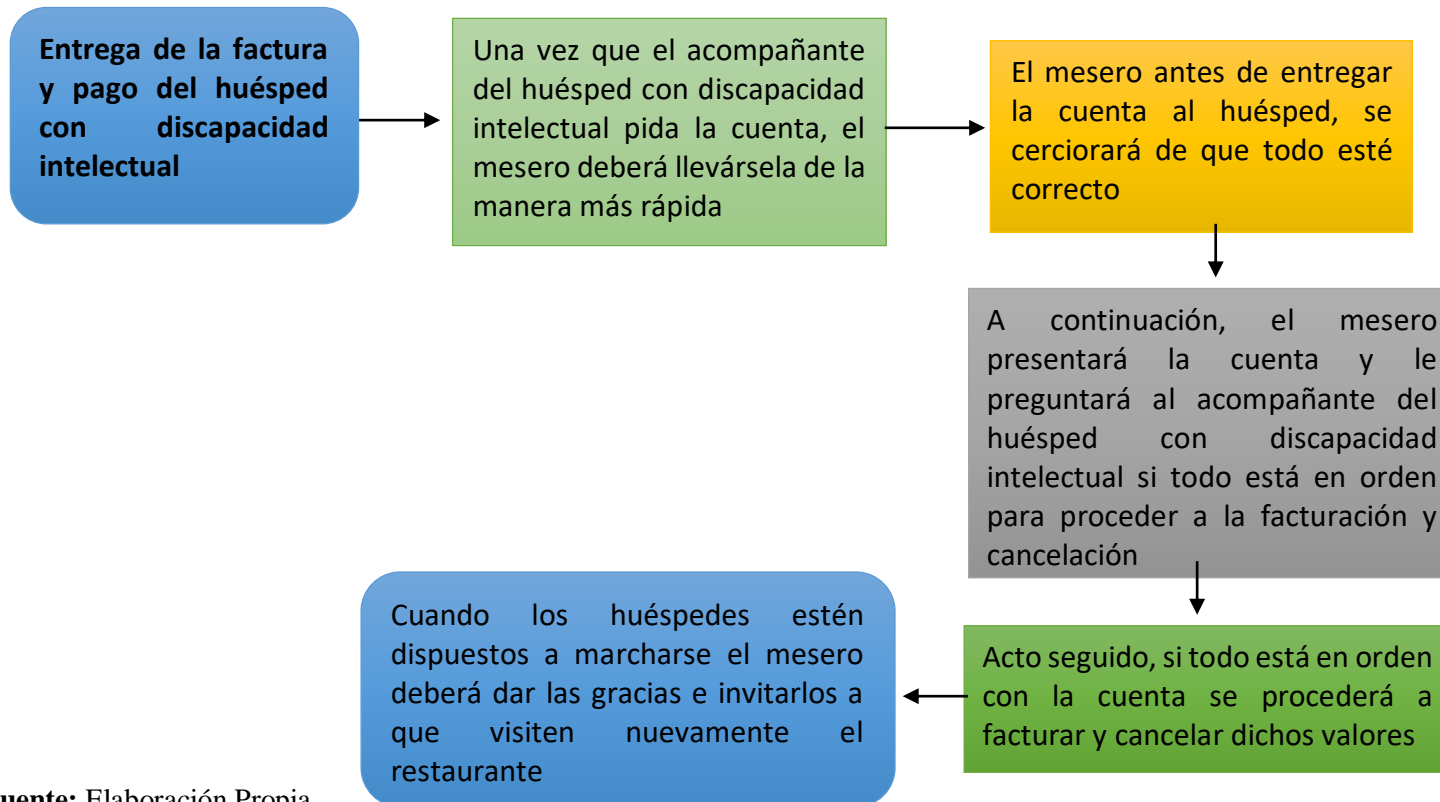 Entrega de la factura
y pago del huésped
con discapacidad
intelectual
Una vez que el acompañante
del huésped con discapacidad
intelectual pida la cuenta, el
mesero deberá llevársela de la
manera más rápida
El mesero antes de entregar
la cuenta al huésped, se
cerciorará de que todo esté
correcto
A continuación, el mesero
presentará la cuenta y le
preguntará al acompañante del
huésped con discapacidad
intelectual si todo está en orden
para proceder a la facturación y
cancelación
Acto seguido, si todo está en orden
con la cuenta se procederá a
facturar y cancelar dichos valores
Cuando los huéspedes estén
dispuestos a marcharse el mesero
deberá dar las gracias e invitarlos a
que visiten nuevamente el
restaurante
uente: Elaboración Propia